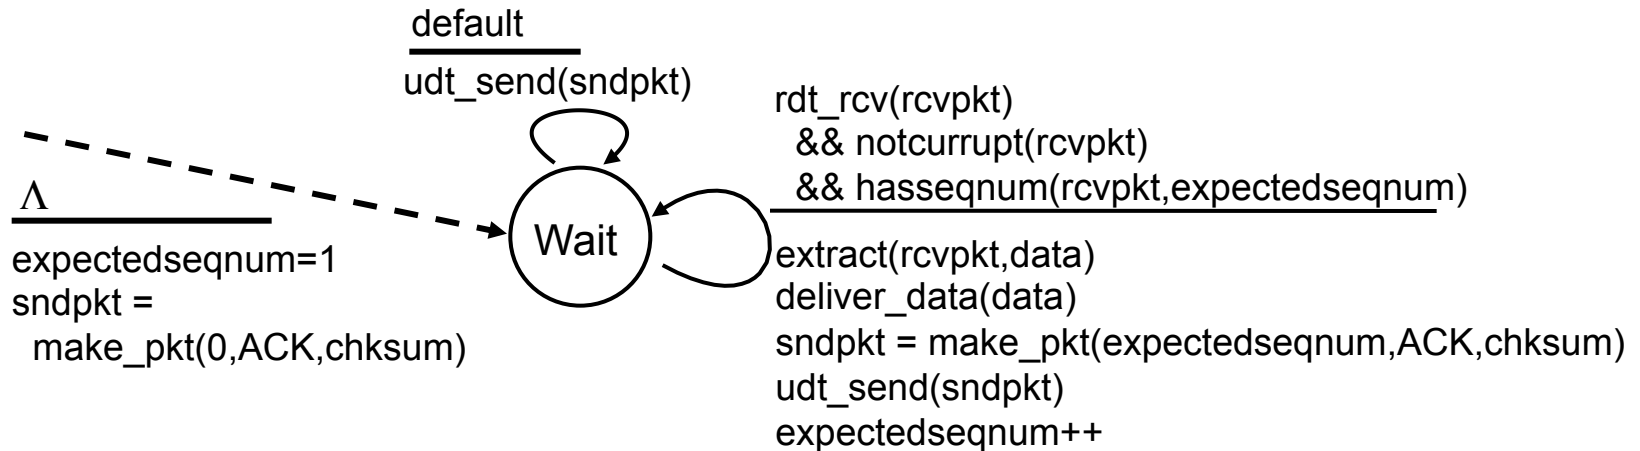 default
udt_send(sndpkt)
Λ
expectedseqnum=1
sndpkt =
make_pkt(0,ACK,chksum)
Wait
rdt_rcv(rcvpkt)
&& notcurrupt(rcvpkt)
&& hasseqnum(rcvpkt,expectedseqnum)
extract(rcvpkt,data)
deliver_data(data)
sndpkt = make_pkt(expectedseqnum,ACK,chksum)
udt_send(sndpkt)
expectedseqnum++